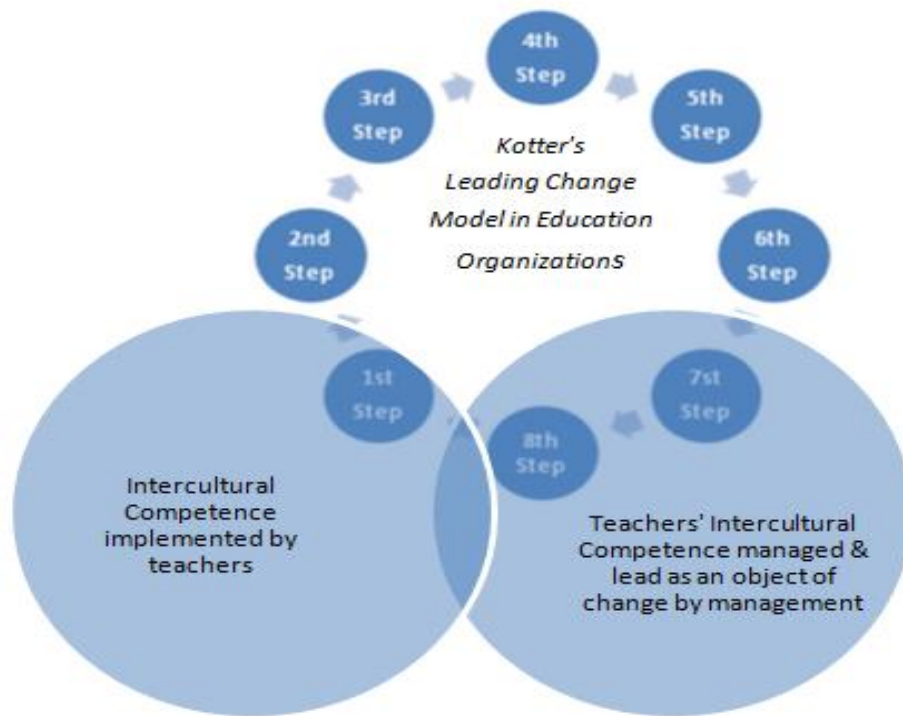 4th
Step
3rd
Step
5th
Step
Kotter's
Leading Change
Model in Education
Organizations
2nd
Step
6th
Step
1st
Step
7st
Step
8th
Step
Intercultural
Competence
implemented by
teachers
Teachers' Intercultural
Competence managed &
lead as an object of
change by management